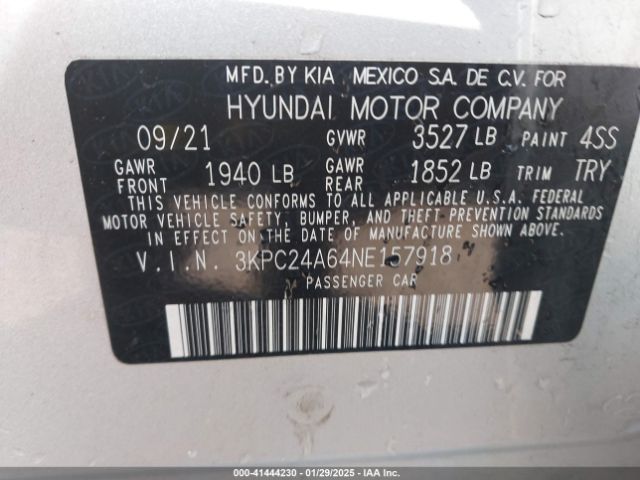 MFD. BY KIA MEXICO S.A. DE C.V. FOR
HYUNDAI MOTOR COMPANY
09/21 GVWR 3527 LB PAINT 4SS
GAWR FRONT 1940 LB GAWR REAR 1852 LB TRIM TRY
THIS VEHICLE CONFORMS TO ALL APPLICABLE U.S.A. FEDERAL
MOTOR VEHICLE SAFETY, BUMPER, AND THEFT PREVENTION STANDARDS
IN EFFECT ON THE DATE OF MANUFACTURE SHOWN ABOVE.
V.I.N. 3KPC24A64NE157918
PASSENGER CAR
3000-41444230 - 01/29/2025 - IAA Inc.